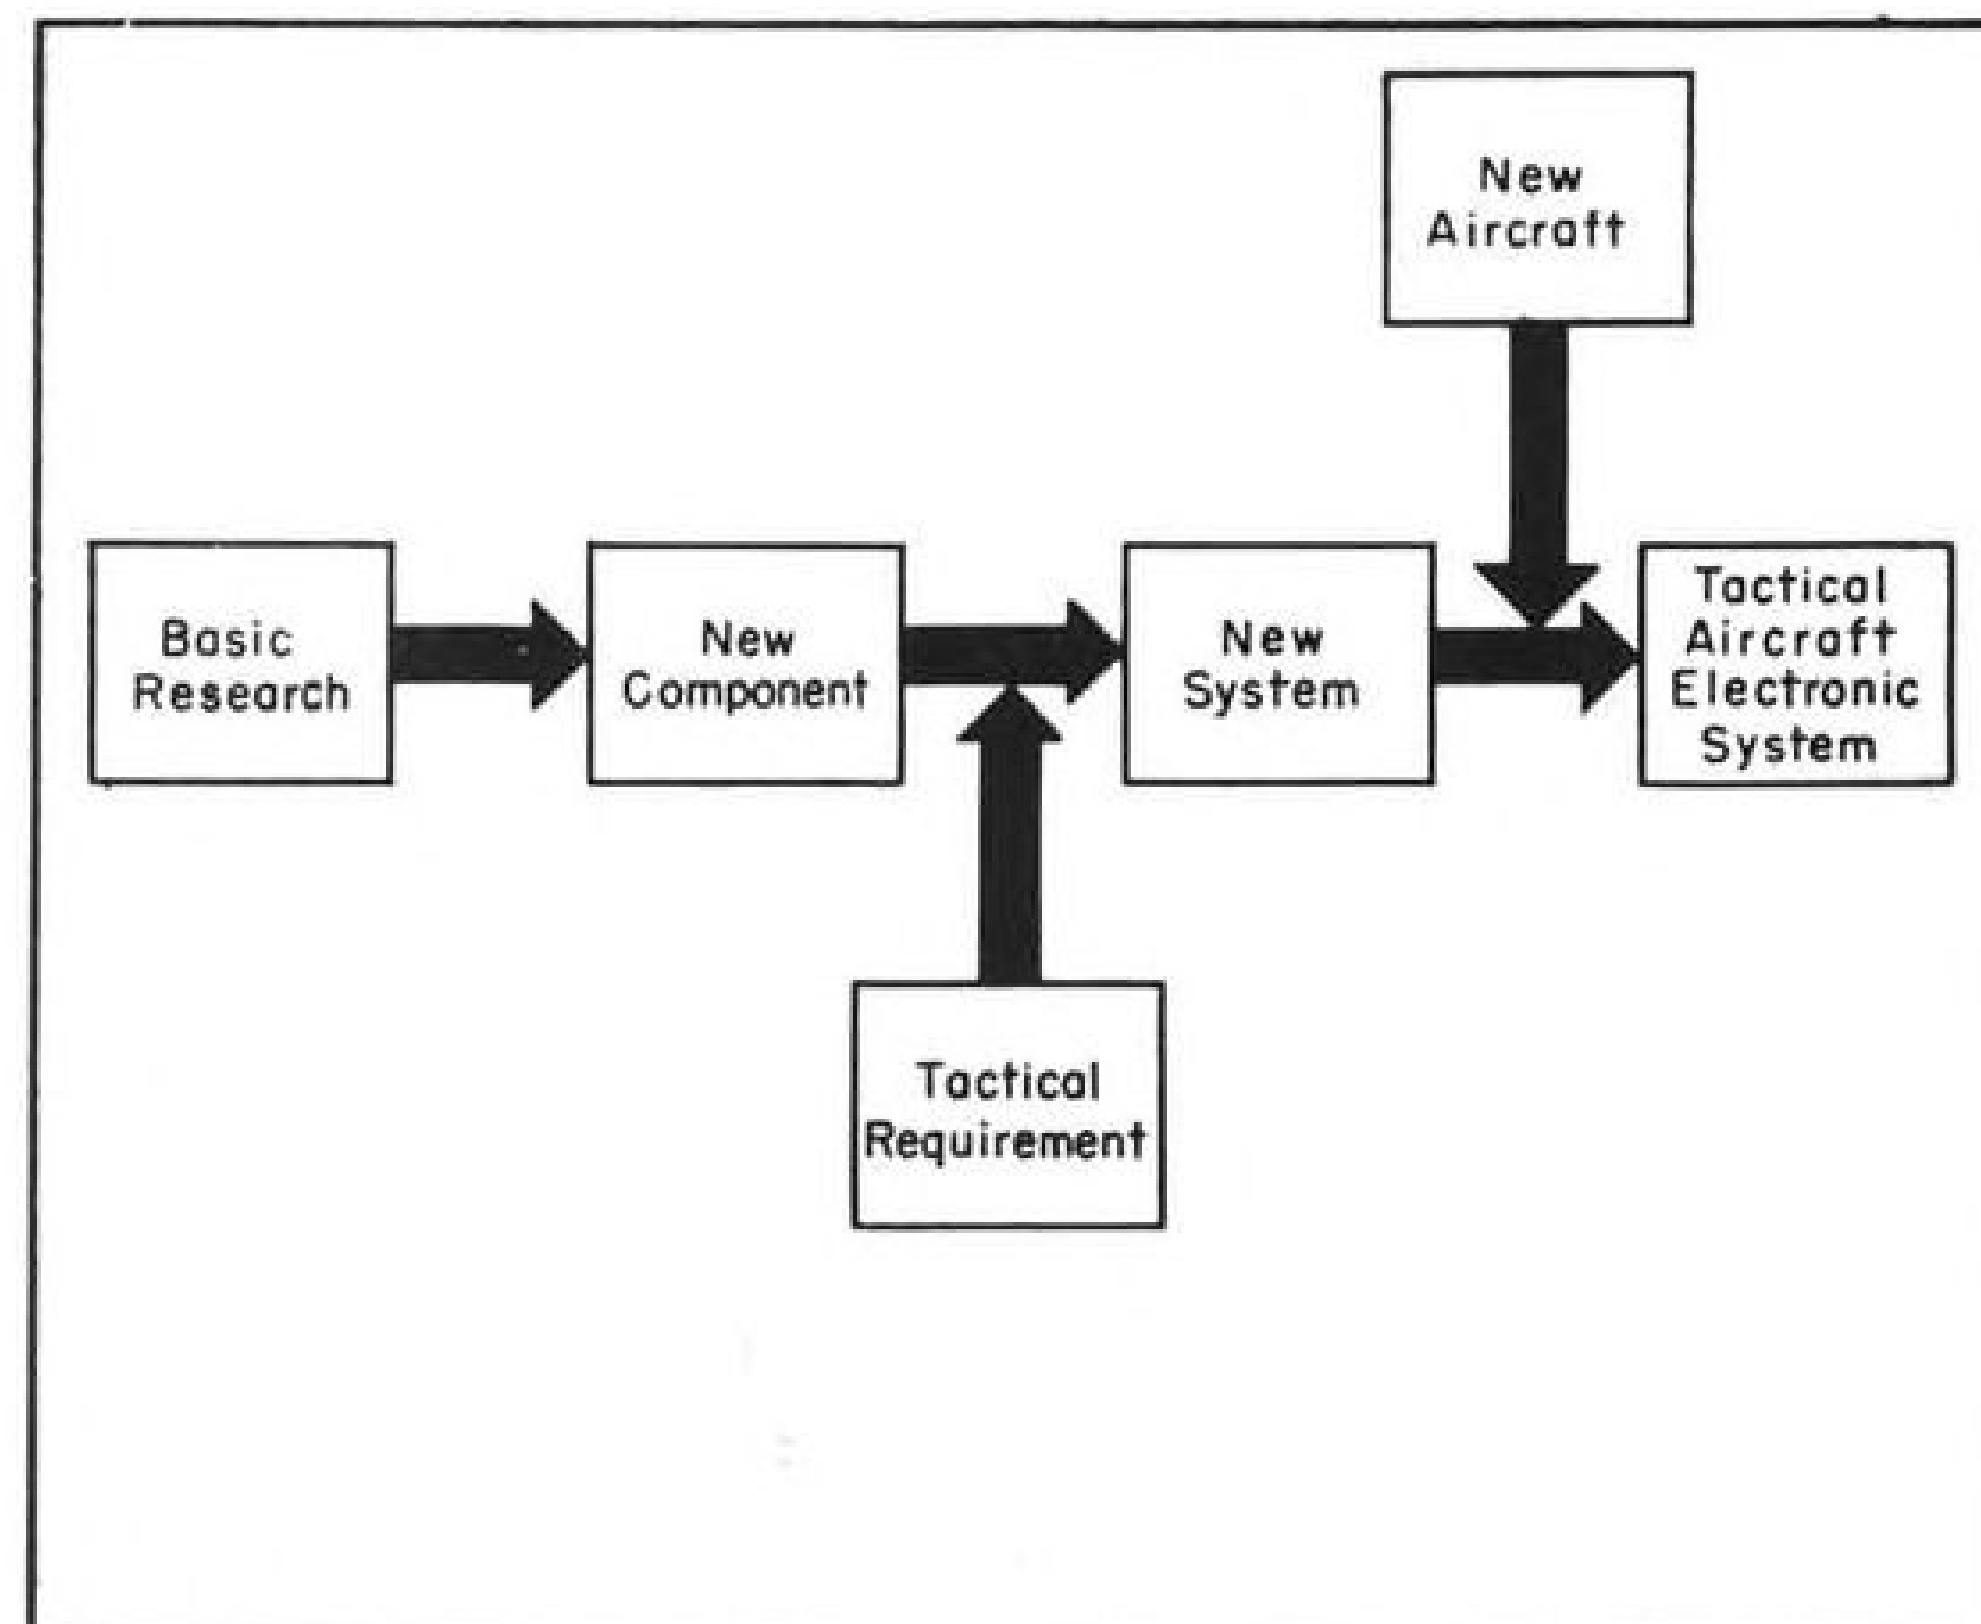 New
Aircraft
Basic
Research
New
Component
New
System
Tactical
Aircraft
Electronic
System
Tactical
Requirement